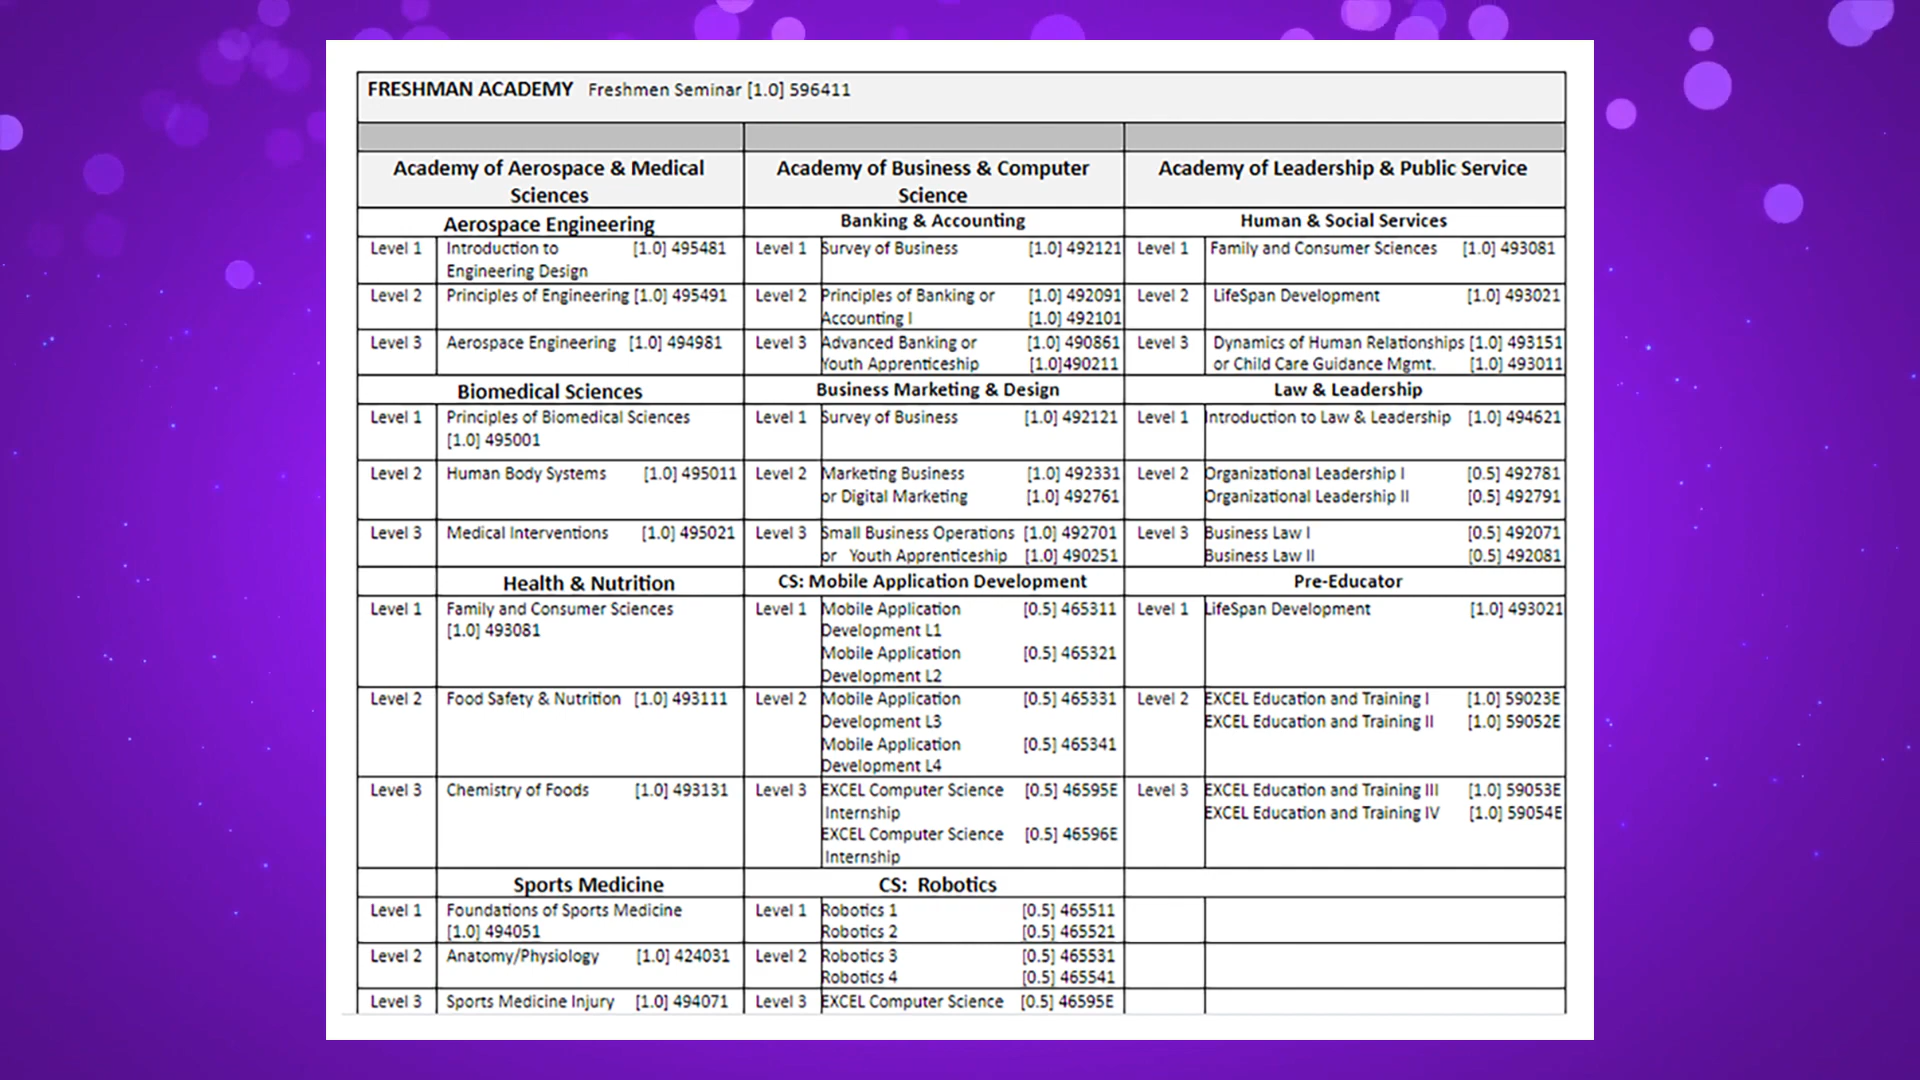 FRESHMAN ACADEMY Freshmen Seminar [1.0] 596411
Academy of Aerospace & Medical Sciences
Academy of Business & Computer Science
Academy of Leadership & Public Service
Aerospace Engineering
Banking & Accounting
Human & Social Services
Level 1 Introduction to [1.0] 495481
Engineering Design
Level 1 Survey of Business [1.0] 492121
Level 1 Family and Consumer Sciences [1.0] 493081
Level 2 Principles of Engineering [1.0] 495491
Level 2 Principles of Banking or [1.0] 492091
Accounting I [1.0] 492101
Level 2 LifeSpan Development [1.0] 493021
Level 3 Aerospace Engineering [1.0] 494981
Level 3 Advanced Banking or [1.0] 490861
Youth Apprenticeship [1.0]490211
Level 3 Dynamics of Human Relationships [1.0] 493151
or Child Care Guidance Mgmt. [1.0] 493011
Biomedical Sciences
Business Marketing & Design
Law & Leadership
Level 1 Principles of Biomedical Sciences
[1.0] 495001
Level 1 Survey of Business [1.0] 492121
Level 1 Introduction to Law & Leadership [1.0] 494621
Level 2 Human Body Systems [1.0] 495011
Level 2 Marketing Business [1.0] 492331
or Digital Marketing [1.0] 492761
Level 2 Organizational Leadership I [0.5] 492781
Organizational Leadership II [0.5] 492791
Level 3 Medical Interventions [1.0] 495021
Level 3 Small Business Operations [1.0] 492701
or Youth Apprenticeship [1.0] 490251
Level 3 Business Law I [0.5] 492071
Business Law II [0.5] 492081
Health & Nutrition
CS: Mobile Application Development
Pre-Educator
Level 1 Family and Consumer Sciences
[1.0] 493081
Level 1 Mobile Application [0.5] 465311
Development L1
Mobile Application [0.5] 465321
Development L2
Level 1 LifeSpan Development [1.0] 493021
Level 2 Food Safety & Nutrition [1.0] 493111
Level 2 Mobile Application [0.5] 465331
Development L3
Mobile Application [0.5] 465341
Development L4
Level 2 EXCEL Education and Training I [1.0] 59023E
EXCEL Education and Training II [1.0] 59052E
Level 3 Chemistry of Foods [1.0] 493131
Level 3 EXCEL Computer Science [0.5] 46595E
Internship
EXCEL Computer Science [0.5] 46596E
Internship
Level 3 EXCEL Education and Training III [1.0] 59053E
EXCEL Education and Training IV [1.0] 59054E
Sports Medicine
CS: Robotics
Level 1 Foundations of Sports Medicine
[1.0] 494051
Level 1 Robotics 1 [0.5] 465511
Robotics 2 [0.5] 465521
Level 2 Anatomy/Physiology [1.0] 424031
Level 2 Robotics 3 [0.5] 465531
Robotics 4 [0.5] 465541
Level 3 Sports Medicine Injury [1.0] 494071
Level 3 EXCEL Computer Science [0.5] 46595E